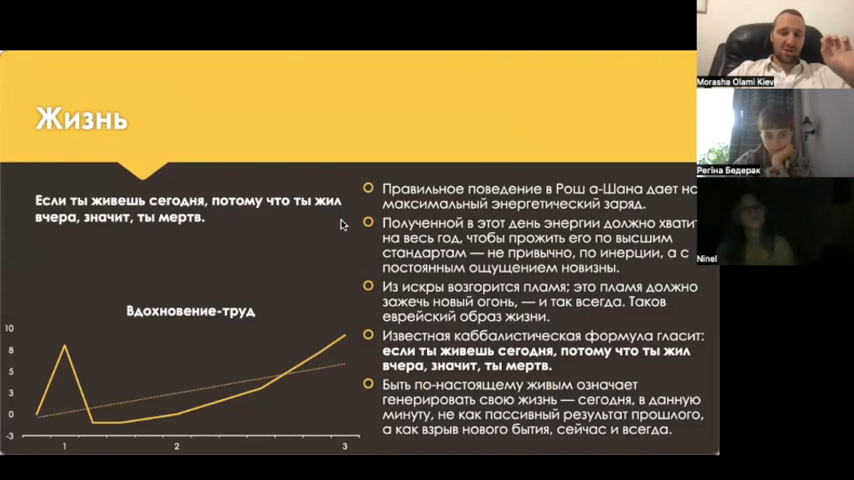 Жизнь
Если ты живешь сегодня, потому что ты жил
вчера, значит, ты мертв.
Вдохновение-труд
10
8
5
3
0
-3
1
2
3
Правильное поведение в Рош а-Шана дает
максимальный энергетический заряд.
Полученной в этот день энергии должно
на весь год, чтобы прожить его по высшим
стандартам — не привычно, по инерции, а с
постоянным ощущением новизны.
Из искры возгорится пламя; это пламя должно
зажечь новый огонь, — и так всегда. Таков
еврейский образ жизни.
Известная каббалистическая формула гласит:
если ты живешь сегодня, потому что ты жил
вчера, значит, ты мертв.
Быть по-настоящему живым означает
генерировать свою жизнь — сегодня, в данную
минуту, не как пассивный результат прошлого,
а как взрыв нового бытия, сейчас и всегда.
Morasha Olami Kiev
Регіна Бедерак
Ninel